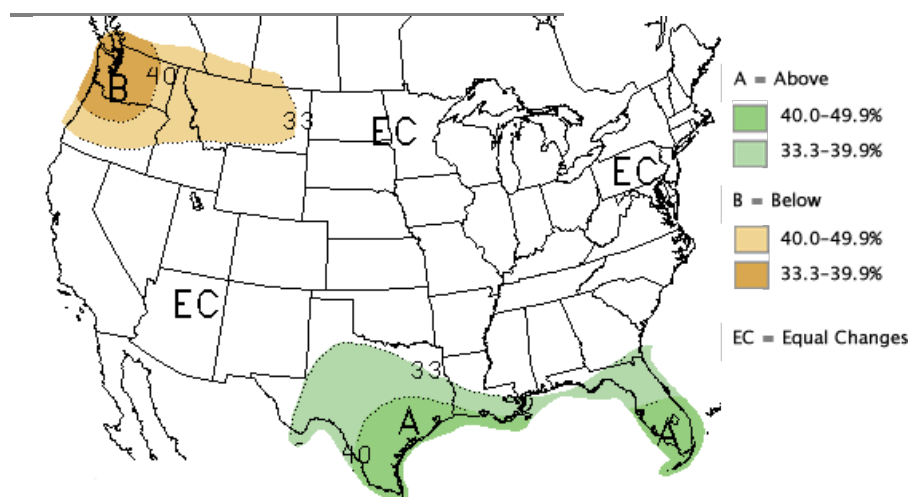 B
40
33
EC
EC
EC
33
A
40
A
A = Above
40.0–49.9%
33.3–39.9%
B = Below
40.0–49.9%
33.3–39.9%
EC = Equal Changes